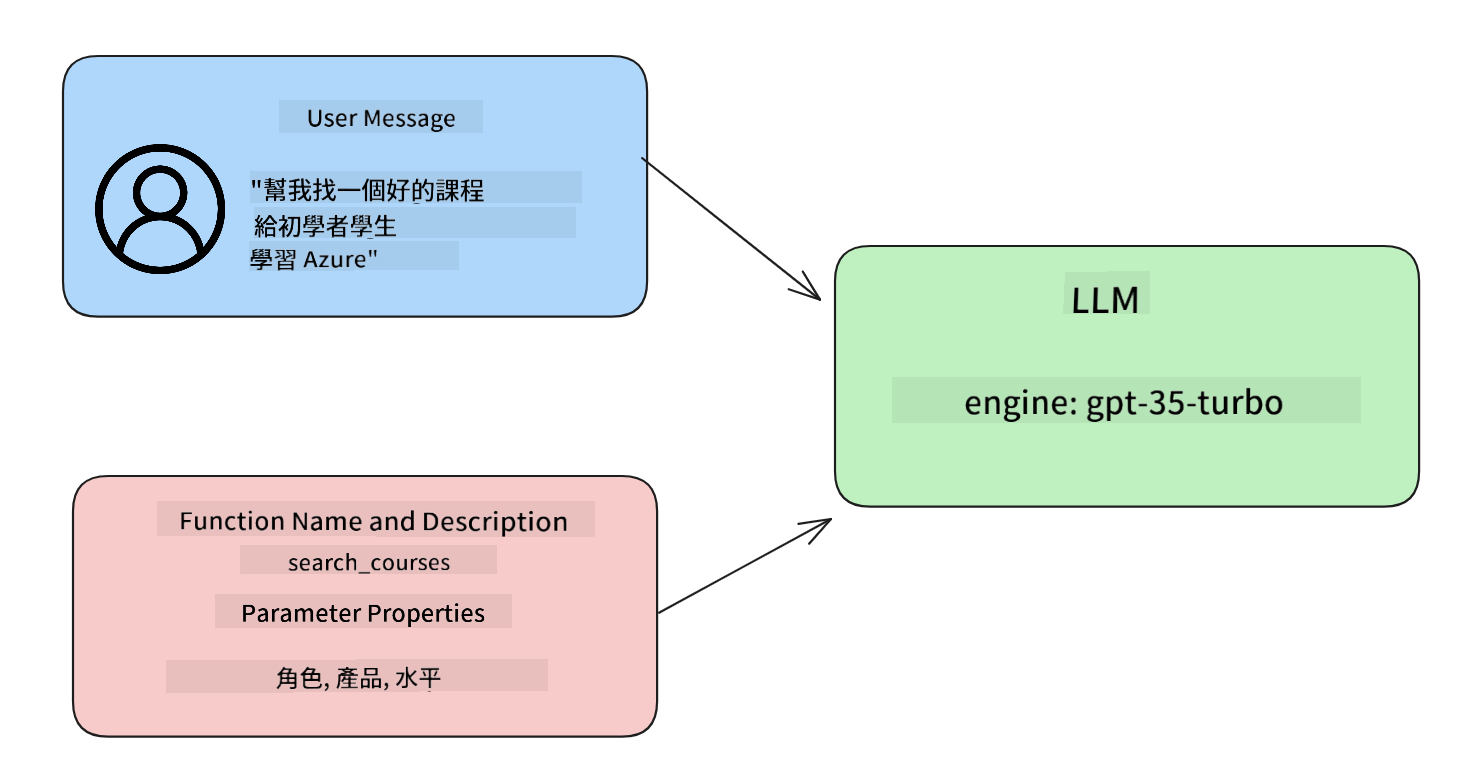 User Message
"幫我找一個好的課程
給初學者學生
學習 Azure"
LLM
engine: gpt-35-turbo
Function Name and Description
search_courses
Parameter Properties
角色, 產品, 水平